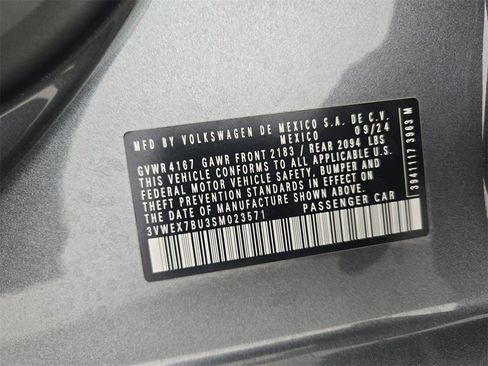 MFD BY VOLKSWAGEN DE MEXICO S.A. DE C.V.
MEXICO 09/24
GVWR 4167 GAWR FRONT 2183 / REAR 2094 LBS
THIS VEHICLE CONFORMS TO ALL APPLICABLE U.S.
FEDERAL MOTOR VEHICLE SAFETY, BUMPER AND
THEFT PREVENTION STANDARDS IN EFFECT ON
THE DATE OF MANUFACTURE SHOWN ABOVE.
3VWEX7BU3SM023571 PASSENGER CAR
3941117 3963 M